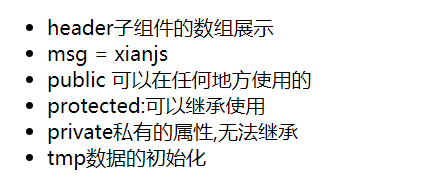 header子组件的数组展示
msg = xianjs
public 可以在任何地方使用的
protected:可以继承使用
private私有的属性,无法继承
tmp数据的初始化